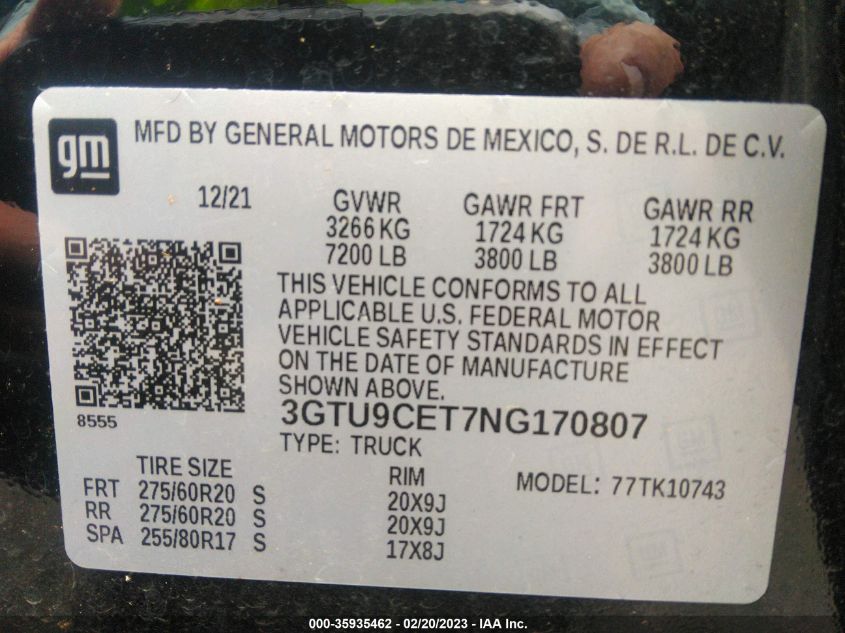 gm
MFD BY GENERAL MOTORS DE MEXICO, S. DE R.L. DE C.V.
12/21 GVWR GAWR FRT GAWR RR
3266 KG 1724 KG 1724 KG
7200 LB 3800 LB 3800 LB
THIS VEHICLE CONFORMS TO ALL
APPLICABLE U.S. FEDERAL MOTOR
VEHICLE SAFETY STANDARDS IN EFFECT
ON THE DATE OF MANUFACTURE
SHOWN ABOVE.
8555
3GTU9CET7NG170807
TYPE: TRUCK
TIRE SIZE RIM MODEL: 77TK10743
FRT 275/60R20 S 20X9J
RR 275/60R20 S 20X9J
SPA 255/80R17 S 17X8J
000-35935462 - 02/20/2023 - IAA Inc.